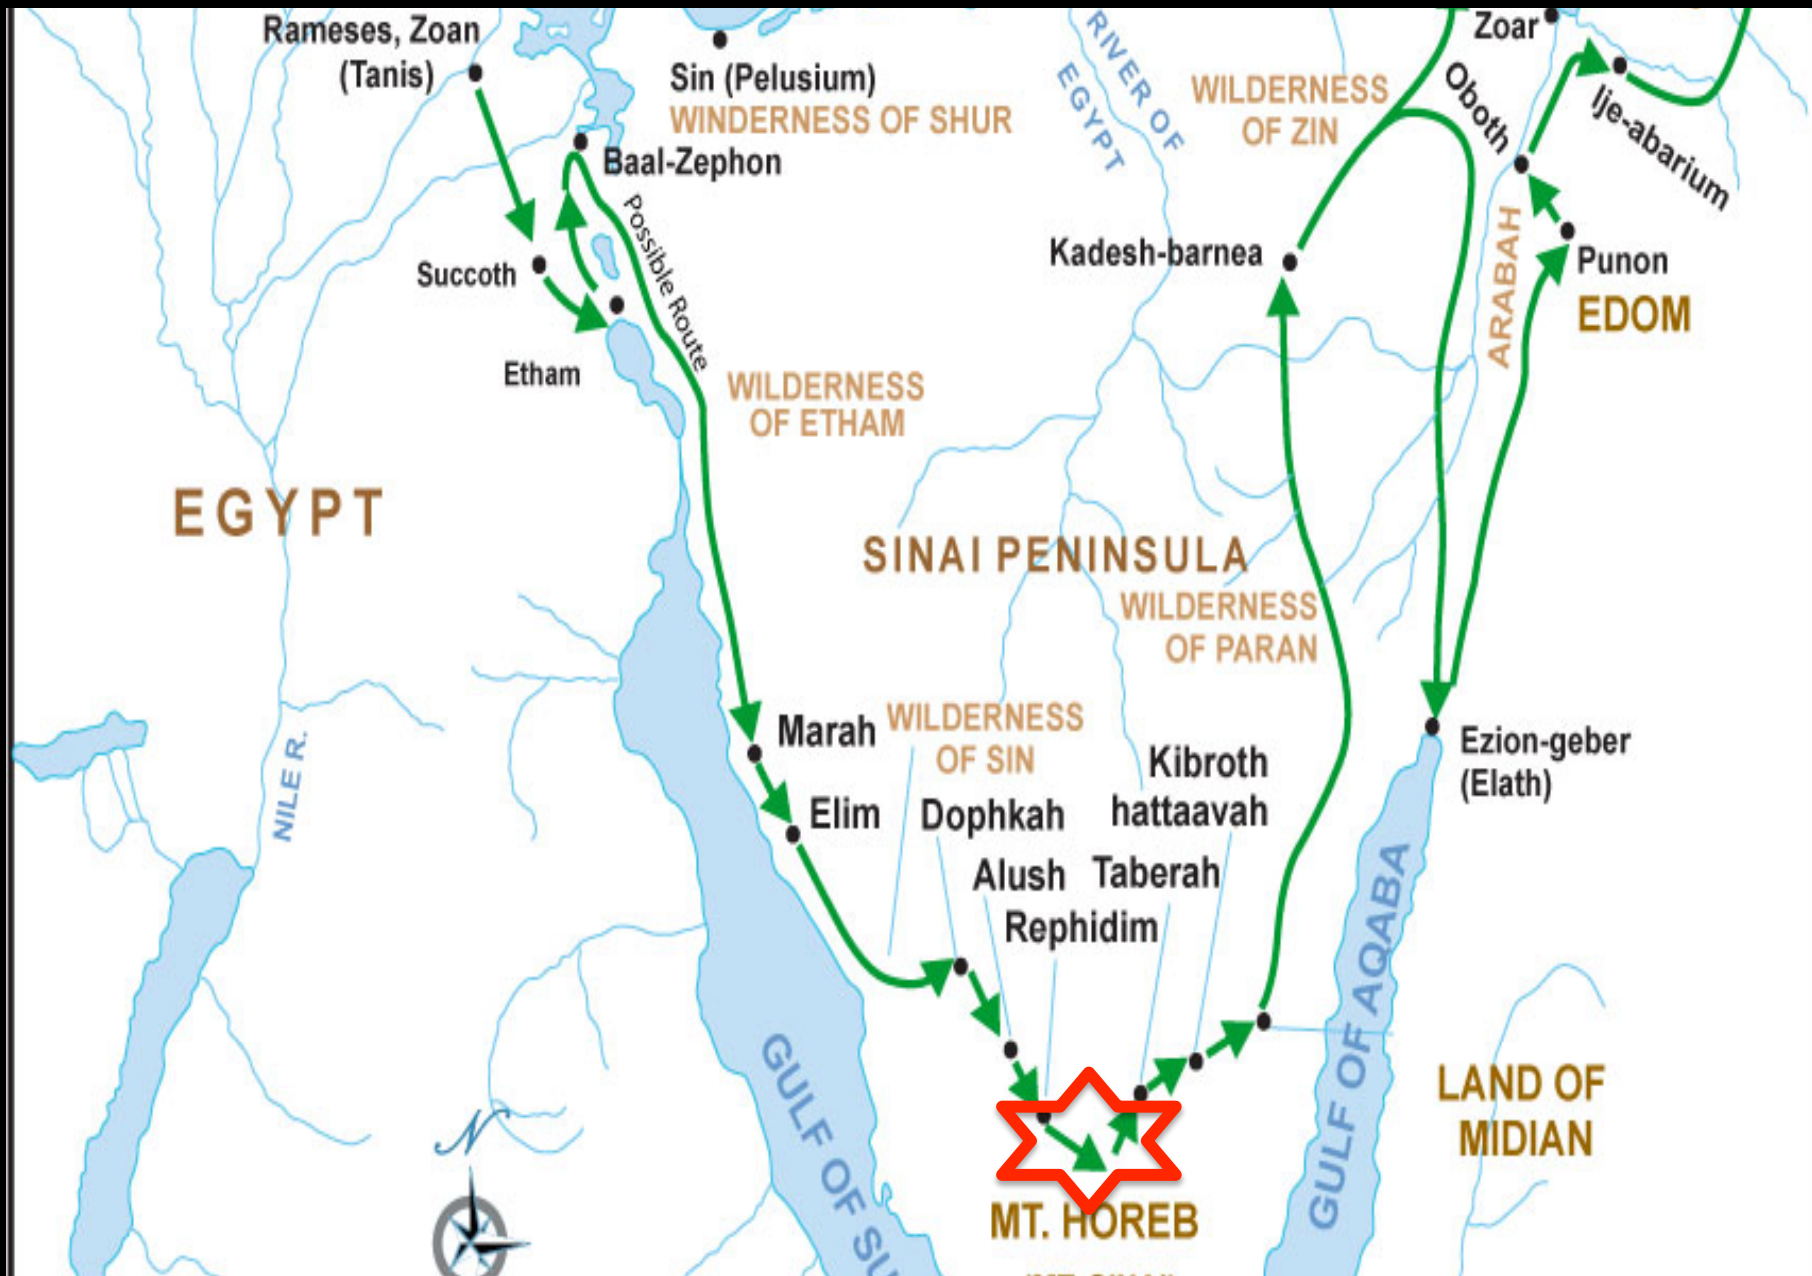 Rameses, Zoan
(Tanis)
Sin (Pelusium)
WINDERNESS OF SHUR
Baal-Zephon
Possible Route
Succoth
Etham
WILDERNESS
OF ETHAM
EGYPT
NILE R.
RIVER OF
EGYPT
WILDERNESS
OF ZIN
Zoar
Oboth
Ije-abarium
Kadesh-barnea
ARABAH
Punon
EDOM
SINAI PENINSULA
WILDERNESS
OF PARAN
Marah
WILDERNESS
OF SIN
Elim
Dophkah
Kibroth
hattaavah
Alush
Taberah
Rephidim
Ezion-geber
(Elath)
GULF OF AQABA
LAND OF
MIDIAN
GULF OF SU
N
MT. HOREB